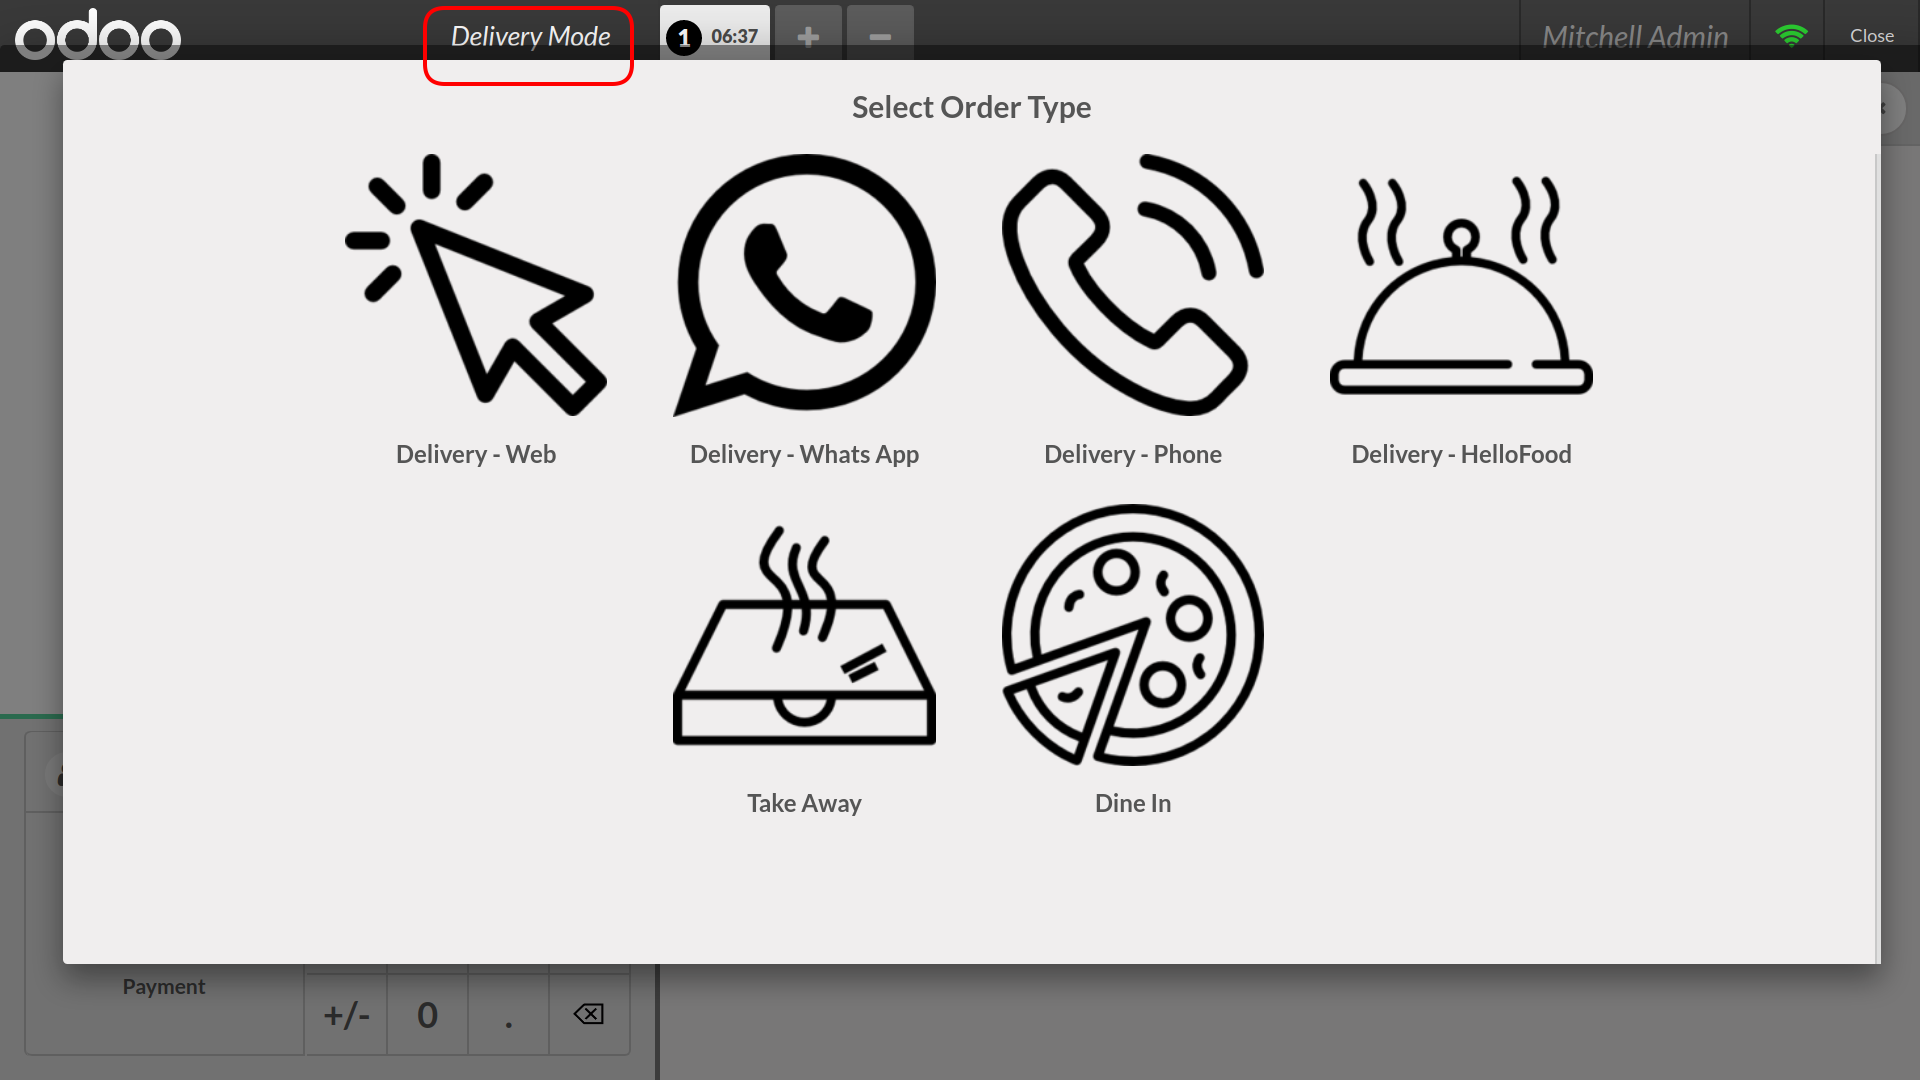 odoo
Delivery Mode
1 06:37
Mitchell Admin
Close
Select Order Type
Delivery - Web
Delivery - Whats App
Delivery - Phone
Delivery - HelloFood
Take Away
Dine In
Payment
+/- 0 .